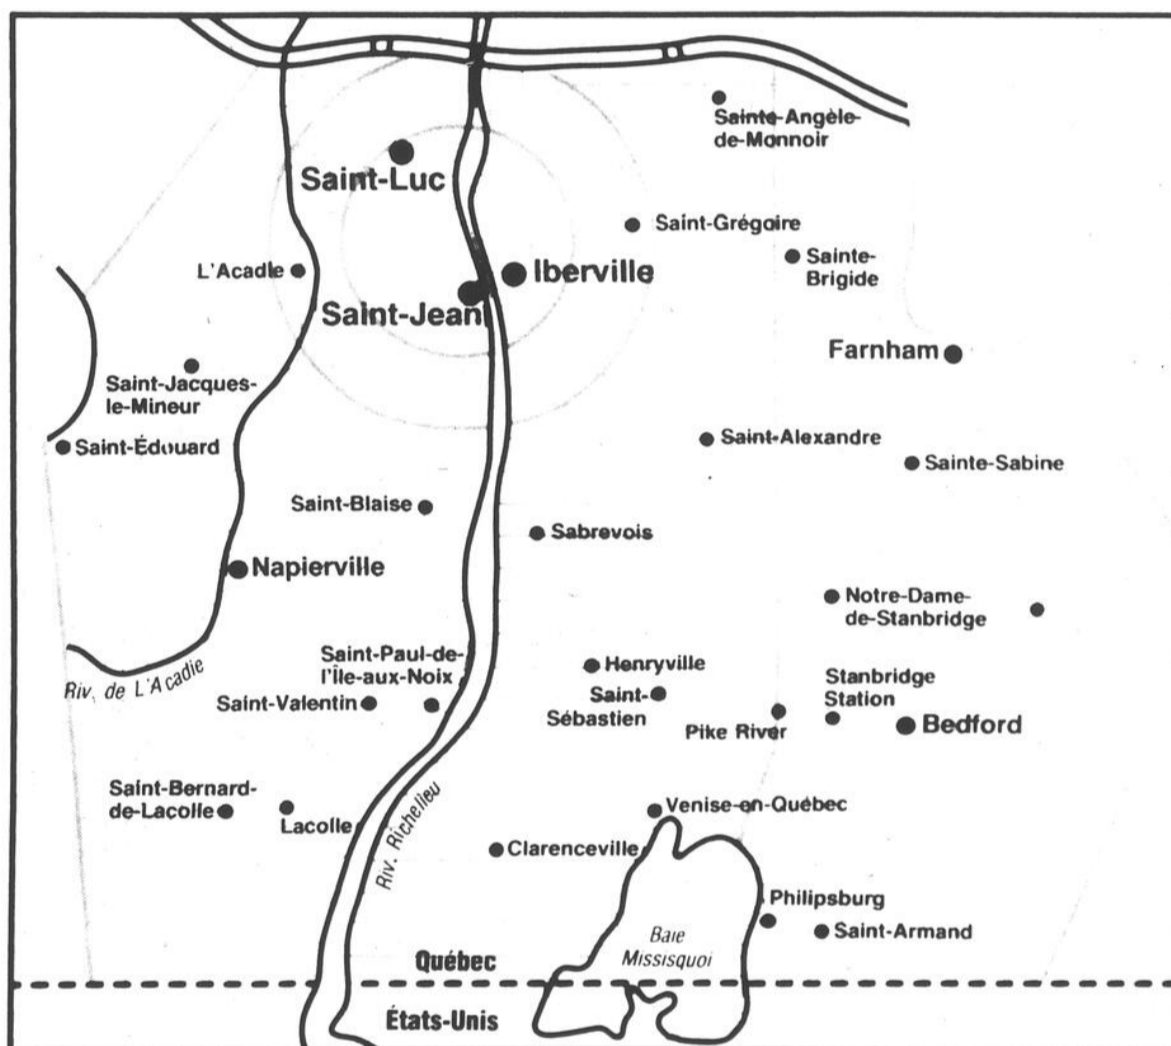 Sainte-Angèle-
de-Monnoir
Saint-Luc
Saint-Grégoire
L'Acadie
Iberville
Sainte-
Brigide
Saint-Jean
Farnham
Saint-Jacques-
le-Mineur
Saint-Édouard
Saint-Alexandre
Sainte-Sabine
Saint-Blaise
Sabrevois
Napierville
Notre-Dame-
de-Stanbridge
Riv. de L'Acadie
Saint-Paul-de-
l'Île-aux-Noix
Saint-Valentin
Henryville
Saint-
Sébastien
Stanbridge
Station
Pike River
Bedford
Saint-Bernard-
de-Lacolle
Lacolle
Riv. Richelieu
Venise-en-Québec
Clarenceville
Philipsburg
Saint-Armand
Baie
Missisquoi
Québec
États-Unis